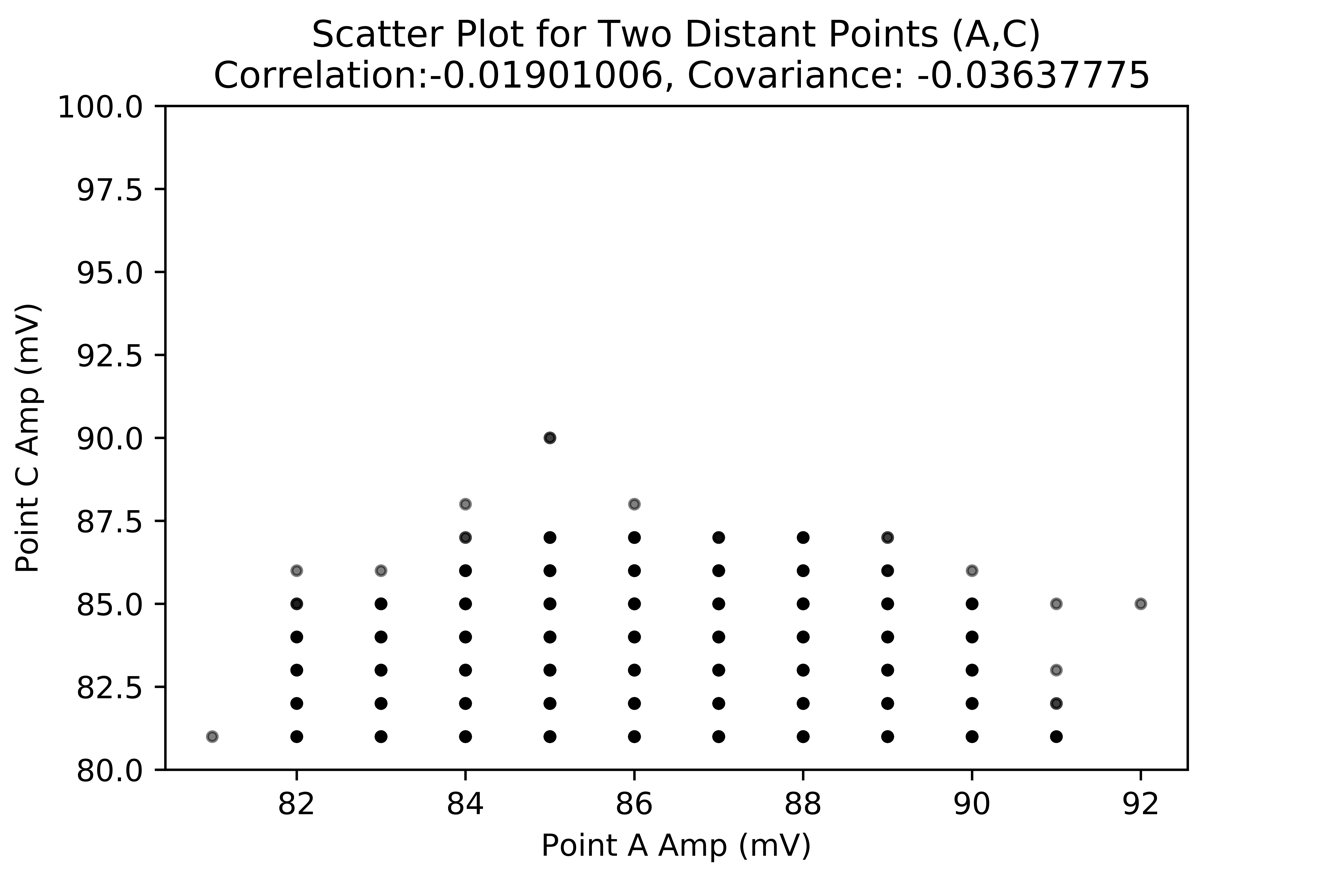 Scatter Plot for Two Distant Points (A,C)
Correlation:-0.01901006, Covariance: -0.03637775
100.0
97.5
95.0
92.5
90.0
87.5
85.0
82.5
80.0
Point C Amp (mV)
82 84 86 88 90 92
Point A Amp (mV)